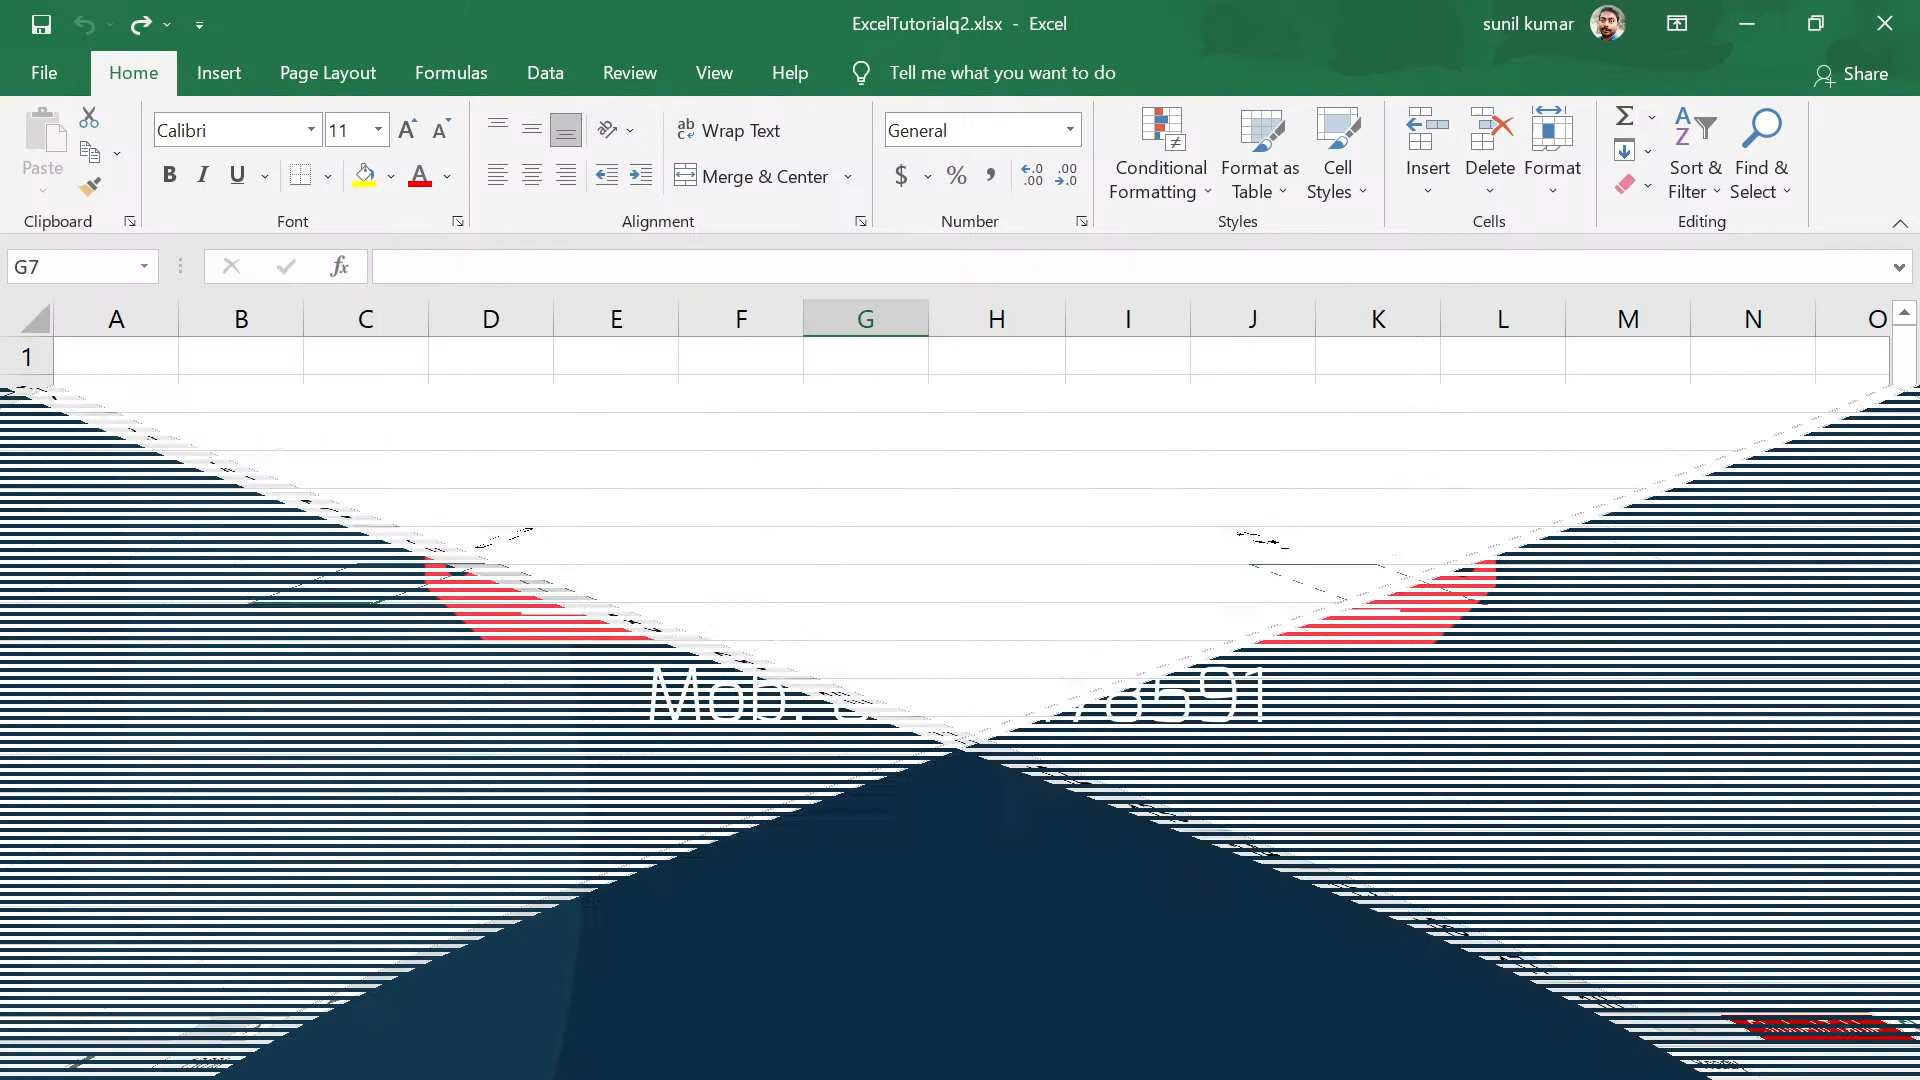 ExcelTutorialq2.xlsx - Excel
sunil kumar
File Home Insert Page Layout Formulas Data Review View Help Tell me what you want to do Share
Paste
Clipboard
Calibri 11
B I U A
Font
Wrap Text
Merge & Center
Alignment
General
$ % ,
Number
Conditional Formatting
Format as Table
Cell Styles
Styles
Insert Delete Format
Cells
Sort & Filter
Find & Select
Editing
G7 fx
A B C D E F G H I J K L M N O
1
Mob. 8591